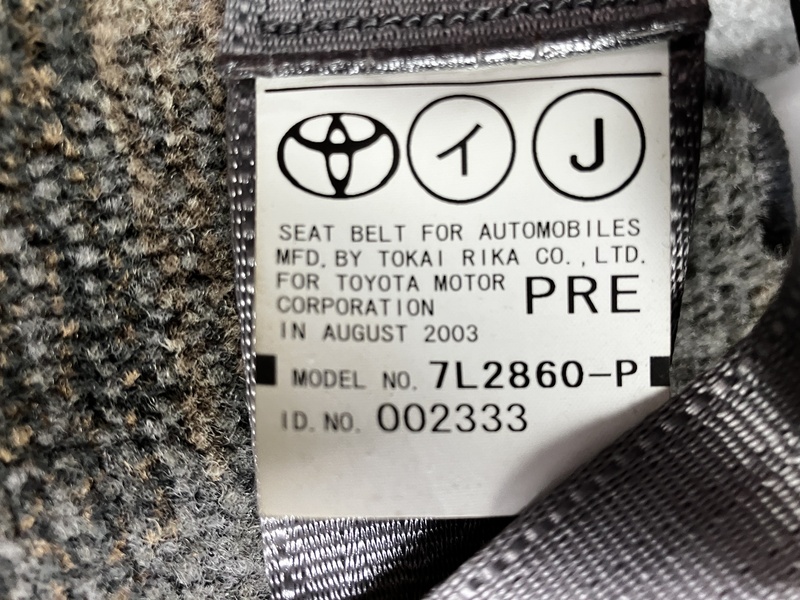 イ J
SEAT BELT FOR AUTOMOBILES
MFD. BY TOKAI RIKA CO., LTD.
FOR TOYOTA MOTOR
CORPORATION PRE
IN AUGUST 2003
MODEL NO. 7L2860-P
ID. NO. 002333